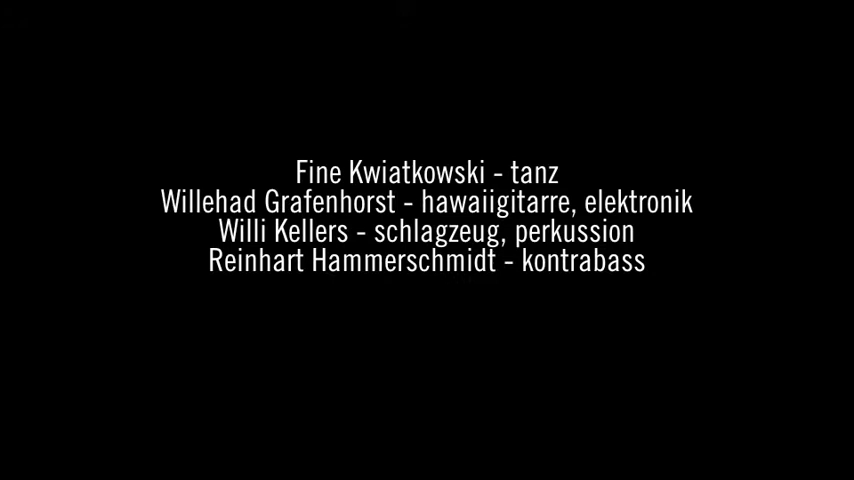 Fine Kwiatkowski - tanz
Willehad Grafenhorst - hawaiigitarre, elektronik
Willi Kellers - schlagzeug, perkussion
Reinhart Hammerschmidt - kontrabass